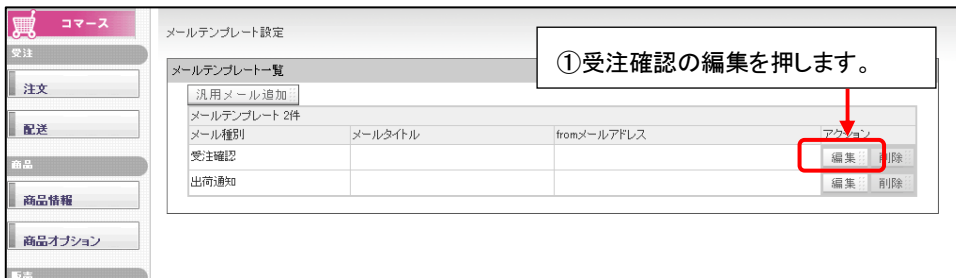 コマース
受注
注文
配送
商品
商品情報
商品オプション
販売
メールテンプレート設定
①受注確認の編集を押します。
メールテンプレート一覧
汎用メール追加
メールテンプレート 2件
メール種別 メールタイトル fromメールアドレス アクション
受注確認 編集 削除
出荷通知 編集 削除